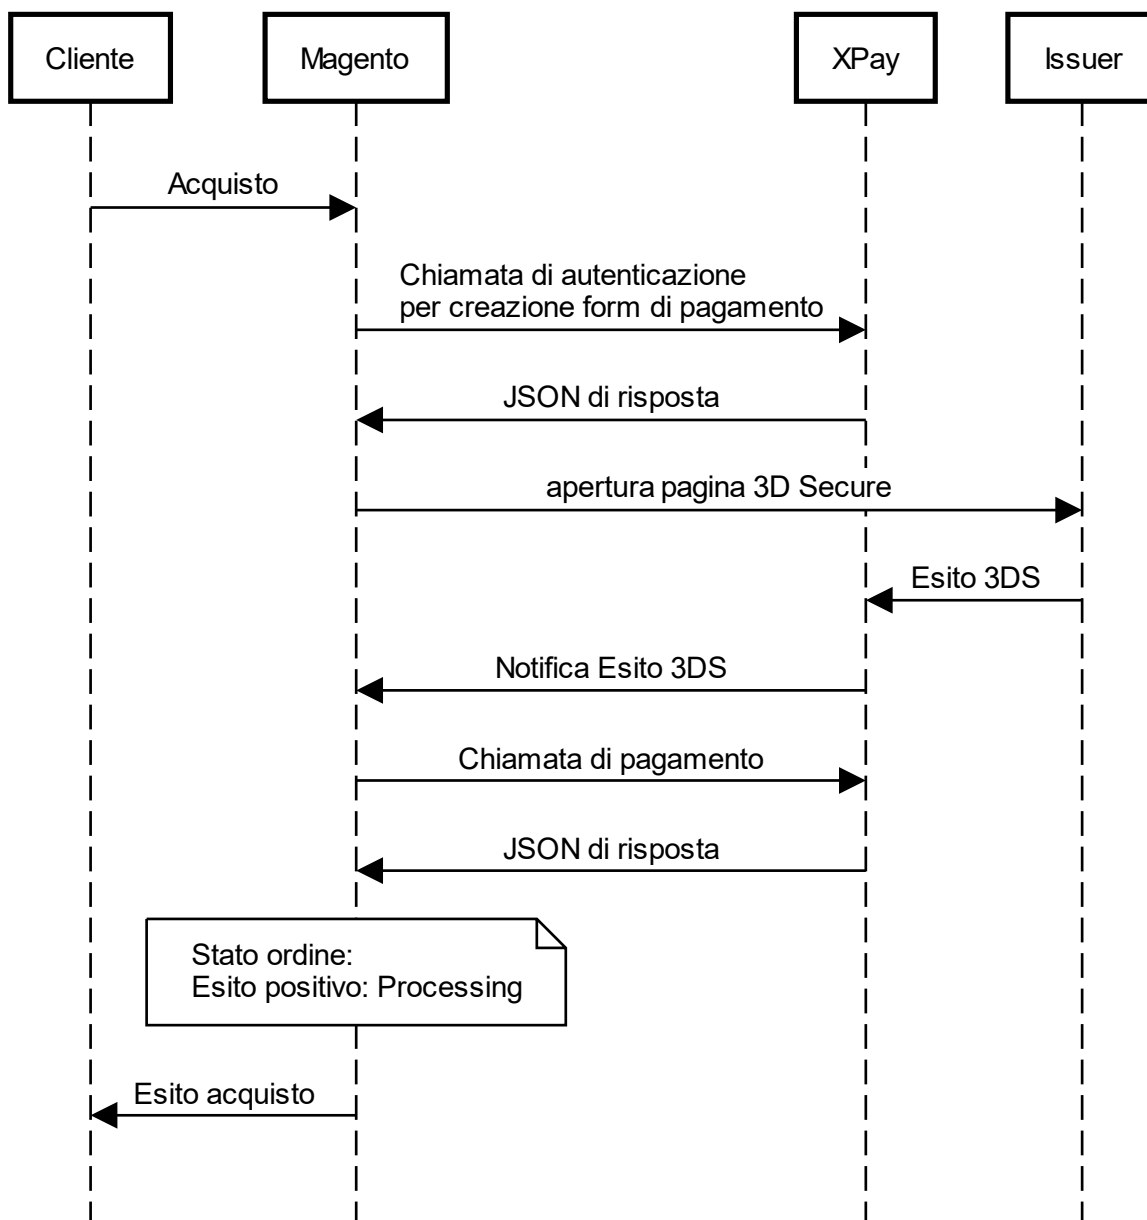 Cliente
Magento
XPay
Issuer
Acquisto
Chiamata di autenticazione
per creazione form di pagamento
JSON di risposta
apertura pagina 3D Secure
Esito 3DS
Notifica Esito 3DS
Chiamata di pagamento
JSON di risposta
Stato ordine:
Esito positivo: Processing
Esito acquisto